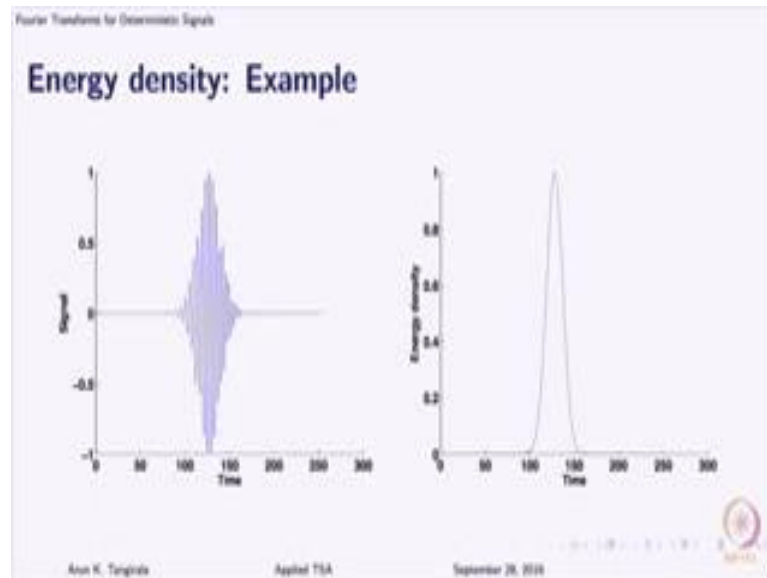 Fourier Transforms for Deterministic Signals
Energy density: Example
1
0.5
0
-0.5
-1
Signal
0 50 100 150 200 250 300
Time
1
0.8
0.6
0.4
0.2
0
Energy density
0 50 100 150 200 250 300
Time
Arun K. Tangirala Applied TSA September 28, 2016